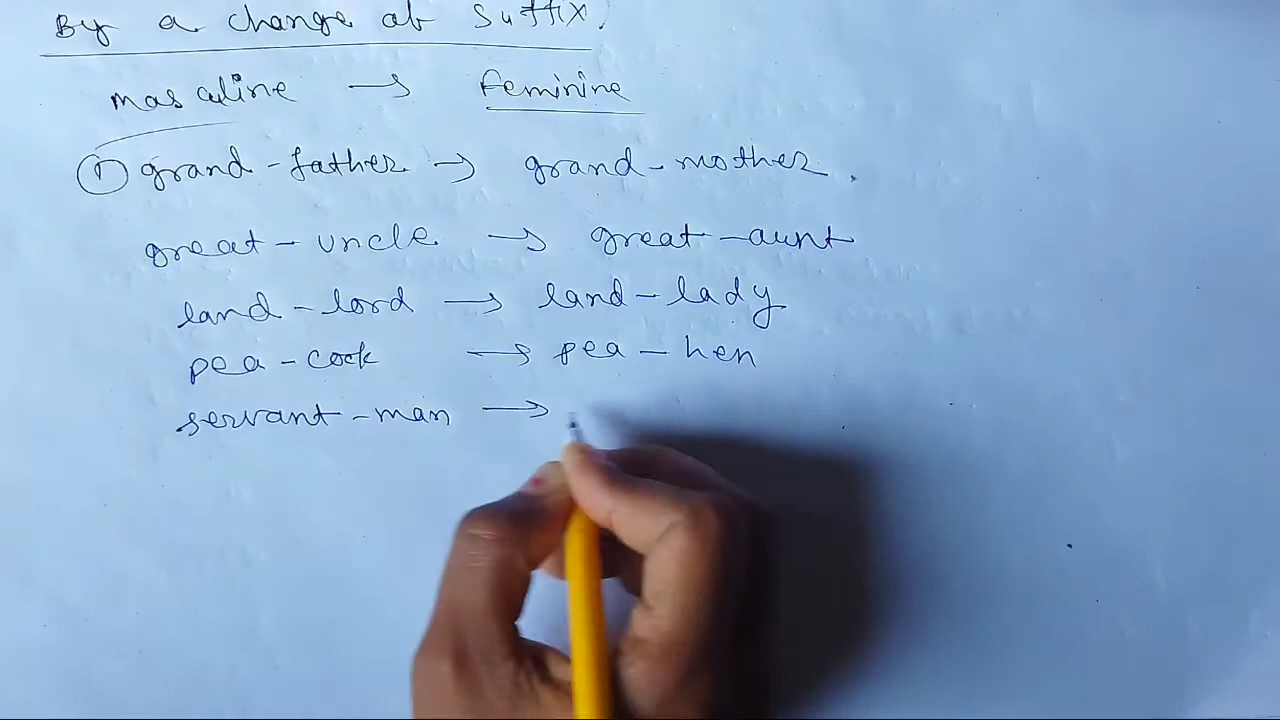 By a change of suffix.
masculine → Feminine
① grand-father → grand-mother.
great-uncle → great-aunt
land-lord → land-lady
pea-cock → pea-hen
servant-man →